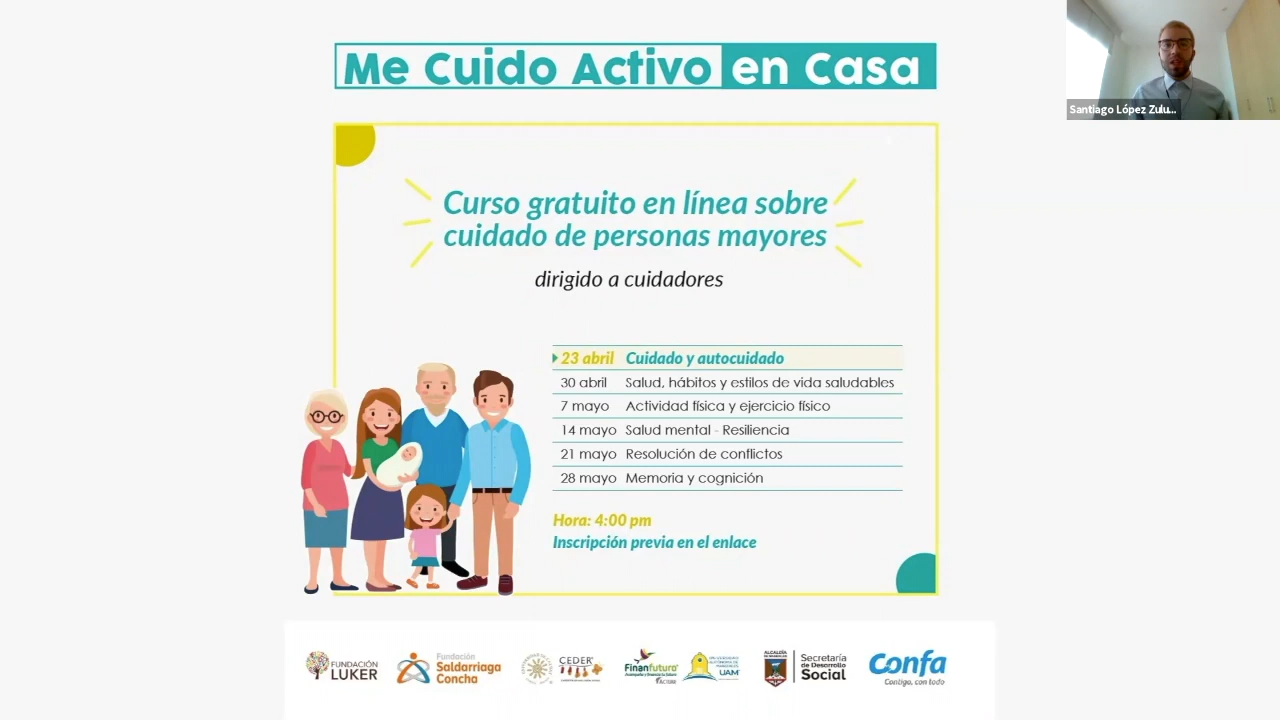 Me Cuido Activo en Casa
Santiago López Zulu...
Curso gratuito en línea sobre
cuidado de personas mayores
dirigido a cuidadores
23 abril Cuidado y autocuidado
30 abril Salud, hábitos y estilos de vida saludables
7 mayo Actividad física y ejercicio físico
14 mayo Salud mental - Resiliencia
21 mayo Resolución de conflictos
28 mayo Memoria y cognición
Hora: 4:00 pm
Inscripción previa en el enlace
FUNDACIÓN
LUKER
Fundación
Saldarriaga
Concha
CEDER
Finanfuturo
UAM
Secretaría
de Desarrollo
Social
Confa
Contigo, con todo